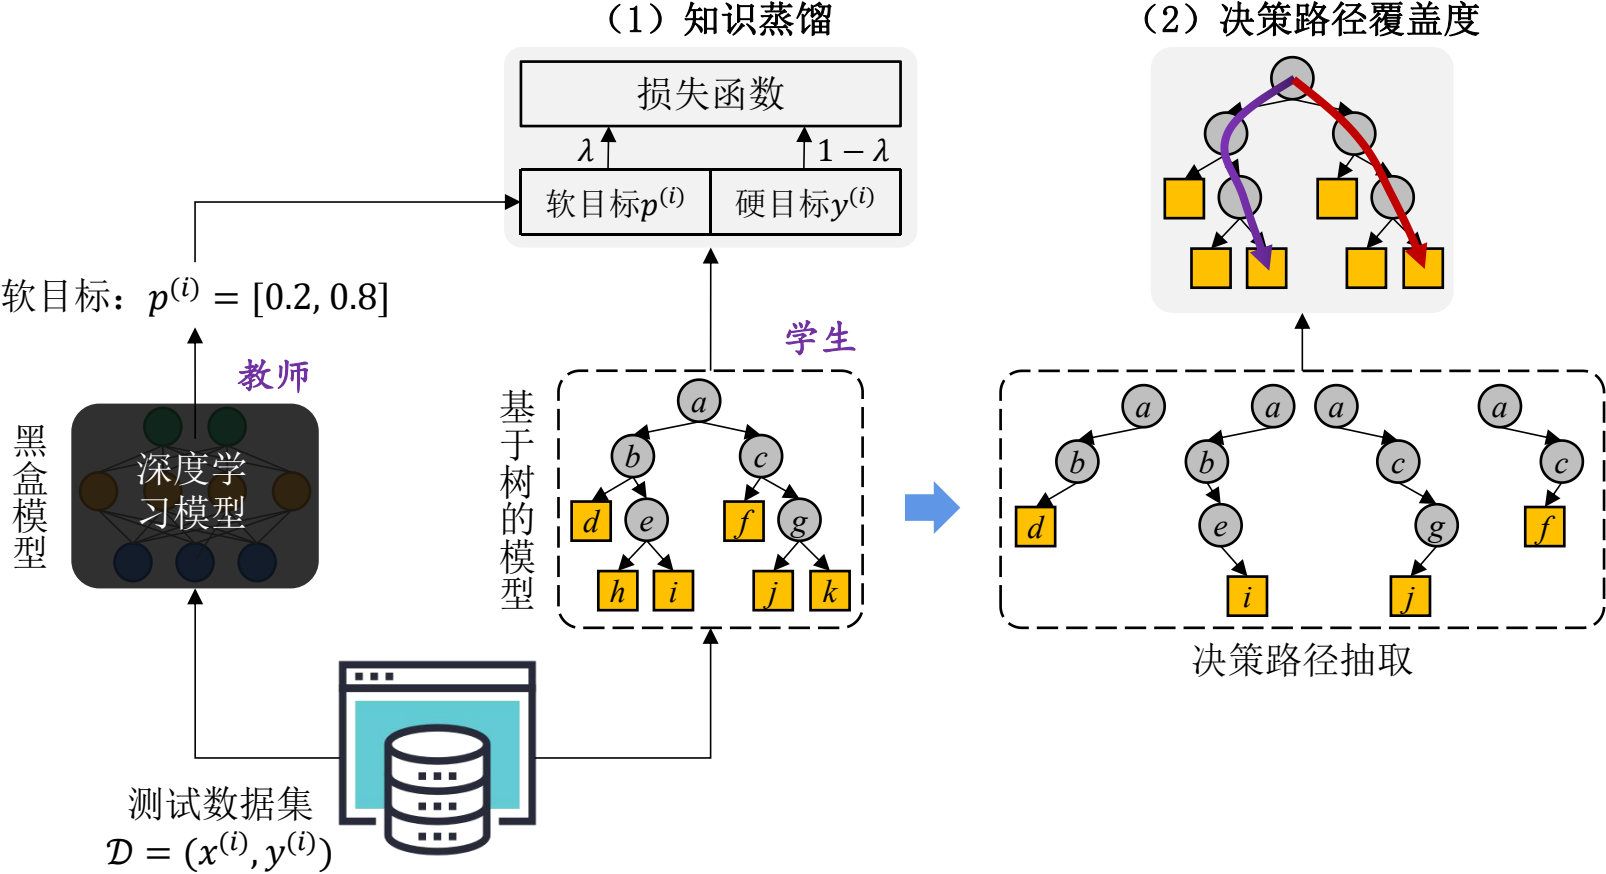 (1) 知识蒸馏
损失函数
λ
1 − λ
软目标p^(i)
硬目标y^(i)
软目标：p^(i) = [0.2, 0.8]
教师
学生
黑盒模型
深度学
习模型
基于树的模型
a
b
c
d
e
f
g
h
i
j
k
测试数据集
𝒟 = (x^(i), y^(i))
(2) 决策路径覆盖度
a
b
d
a
b
e
i
a
c
g
j
a
c
f
决策路径抽取